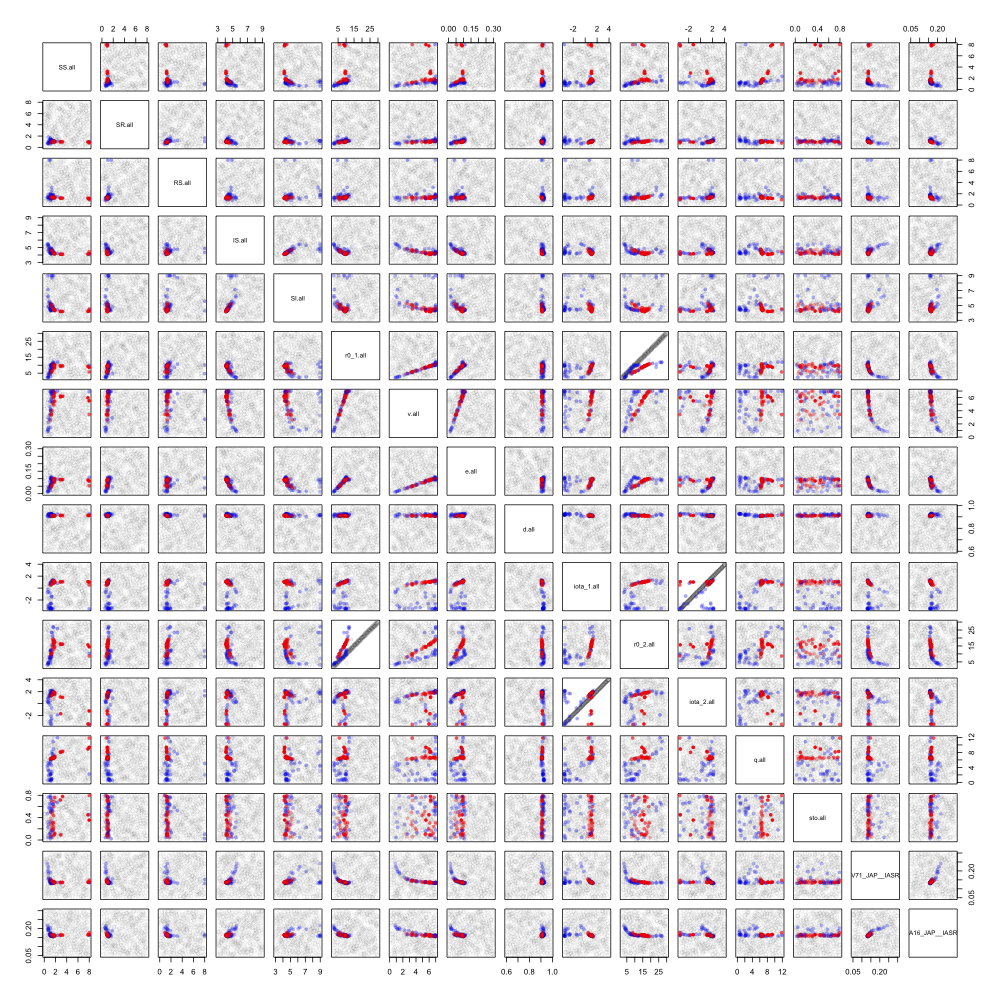 0 2 4 6 8 3 5 7 9 5 15 25 0.00 0.15 0.30 -2 2 4 -2 2 4 0.0 0.4 0.8 0.05 0.20
SS.all 0 2 4 6 8
0 2 4 6 8 SR.all
RS.all 0 2 4 6 8
3 5 7 9 IS.all
SI.all 3 5 7 9
5 15 25 r0_1.all
v.all 0 2 4 6
0.00 0.15 0.30 e.all
d.all 0.6 0.8 1.0
-2 2 4 iota_1.all
r0_2.all 5 15 25
-2 2 4 iota_2.all
q.all 0 4 8 12
0.0 0.4 0.8 sto.all
V71_JAP__IASR 0.05 0.20
0.05 0.20 A16_JAP__IASR
0 2 4 6 8 0 2 4 6 8 3 5 7 9 0 2 4 6 0.6 0.8 1.0 5 15 25 0 4 8 12 0.05 0.20